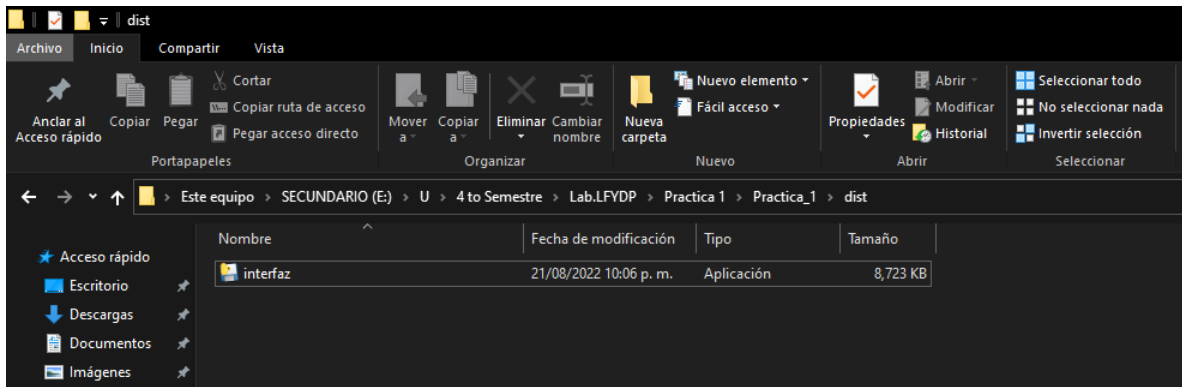 dist
Archivo Inicio Compartir Vista
Anclar al Acceso rápido
Copiar
Pegar
Cortar
Copiar ruta de acceso
Pegar acceso directo
Portapapeles
Mover a
Copiar a
Eliminar
Cambiar nombre
Organizar
Nueva carpeta
Nuevo elemento
Fácil acceso
Nuevo
Propiedades
Abrir
Modificar
Historial
Abrir
Seleccionar todo
No seleccionar nada
Invertir selección
Seleccionar
Este equipo > SECUNDARIO (E:) > U > 4 to Semestre > Lab.LFYDP > Practica 1 > Practica_1 > dist
Acceso rápido
Escritorio
Descargas
Documentos
Imágenes
Nombre Fecha de modificación Tipo Tamaño
interfaz 21/08/2022 10:06 p. m. Aplicación 8,723 KB